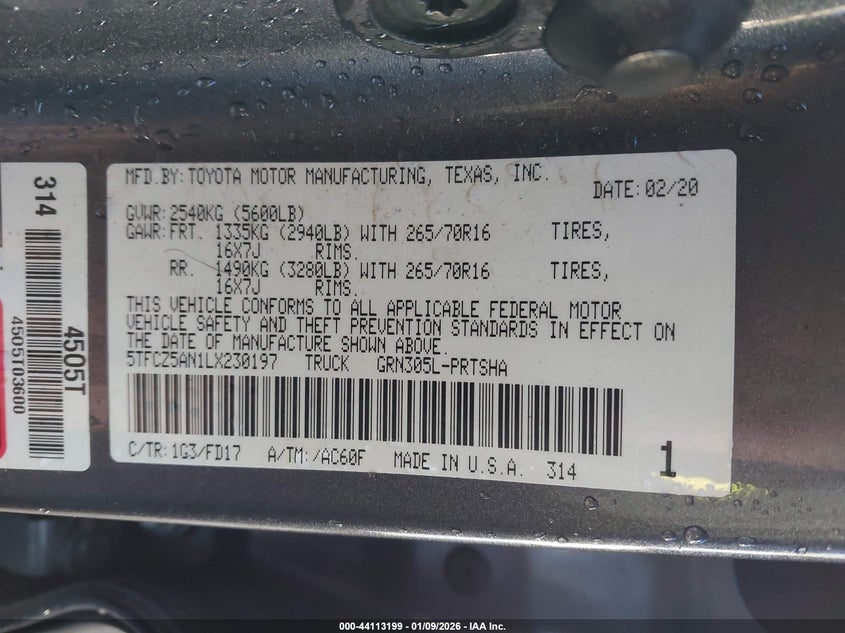 314
4505T
4505103600
MFD.BY:TOYOTA MOTOR MANUFACTURING, TEXAS, INC.
DATE:02/20
GVWR:2540KG (5600LB)
GAWR:FRT. 1335KG (2940LB) WITH 265/70R16 TIRES,
16X7J RIMS.
RR. 1490KG (3280LB) WITH 265/70R16 TIRES,
16X7J RIMS.
THIS VEHICLE CONFORMS TO ALL APPLICABLE FEDERAL MOTOR
VEHICLE SAFETY AND THEFT PREVENTION STANDARDS IN EFFECT ON
THE DATE OF MANUFACTURE SHOWN ABOVE.
5TFCZ5AN1LX230197 TRUCK GRN305L-PRTSHA
C/TR:1G3/FD17 A/TM:/AC60F MADE IN U.S.A. 314 1
000-44113199 - 01/09/2026 - IAA Inc.